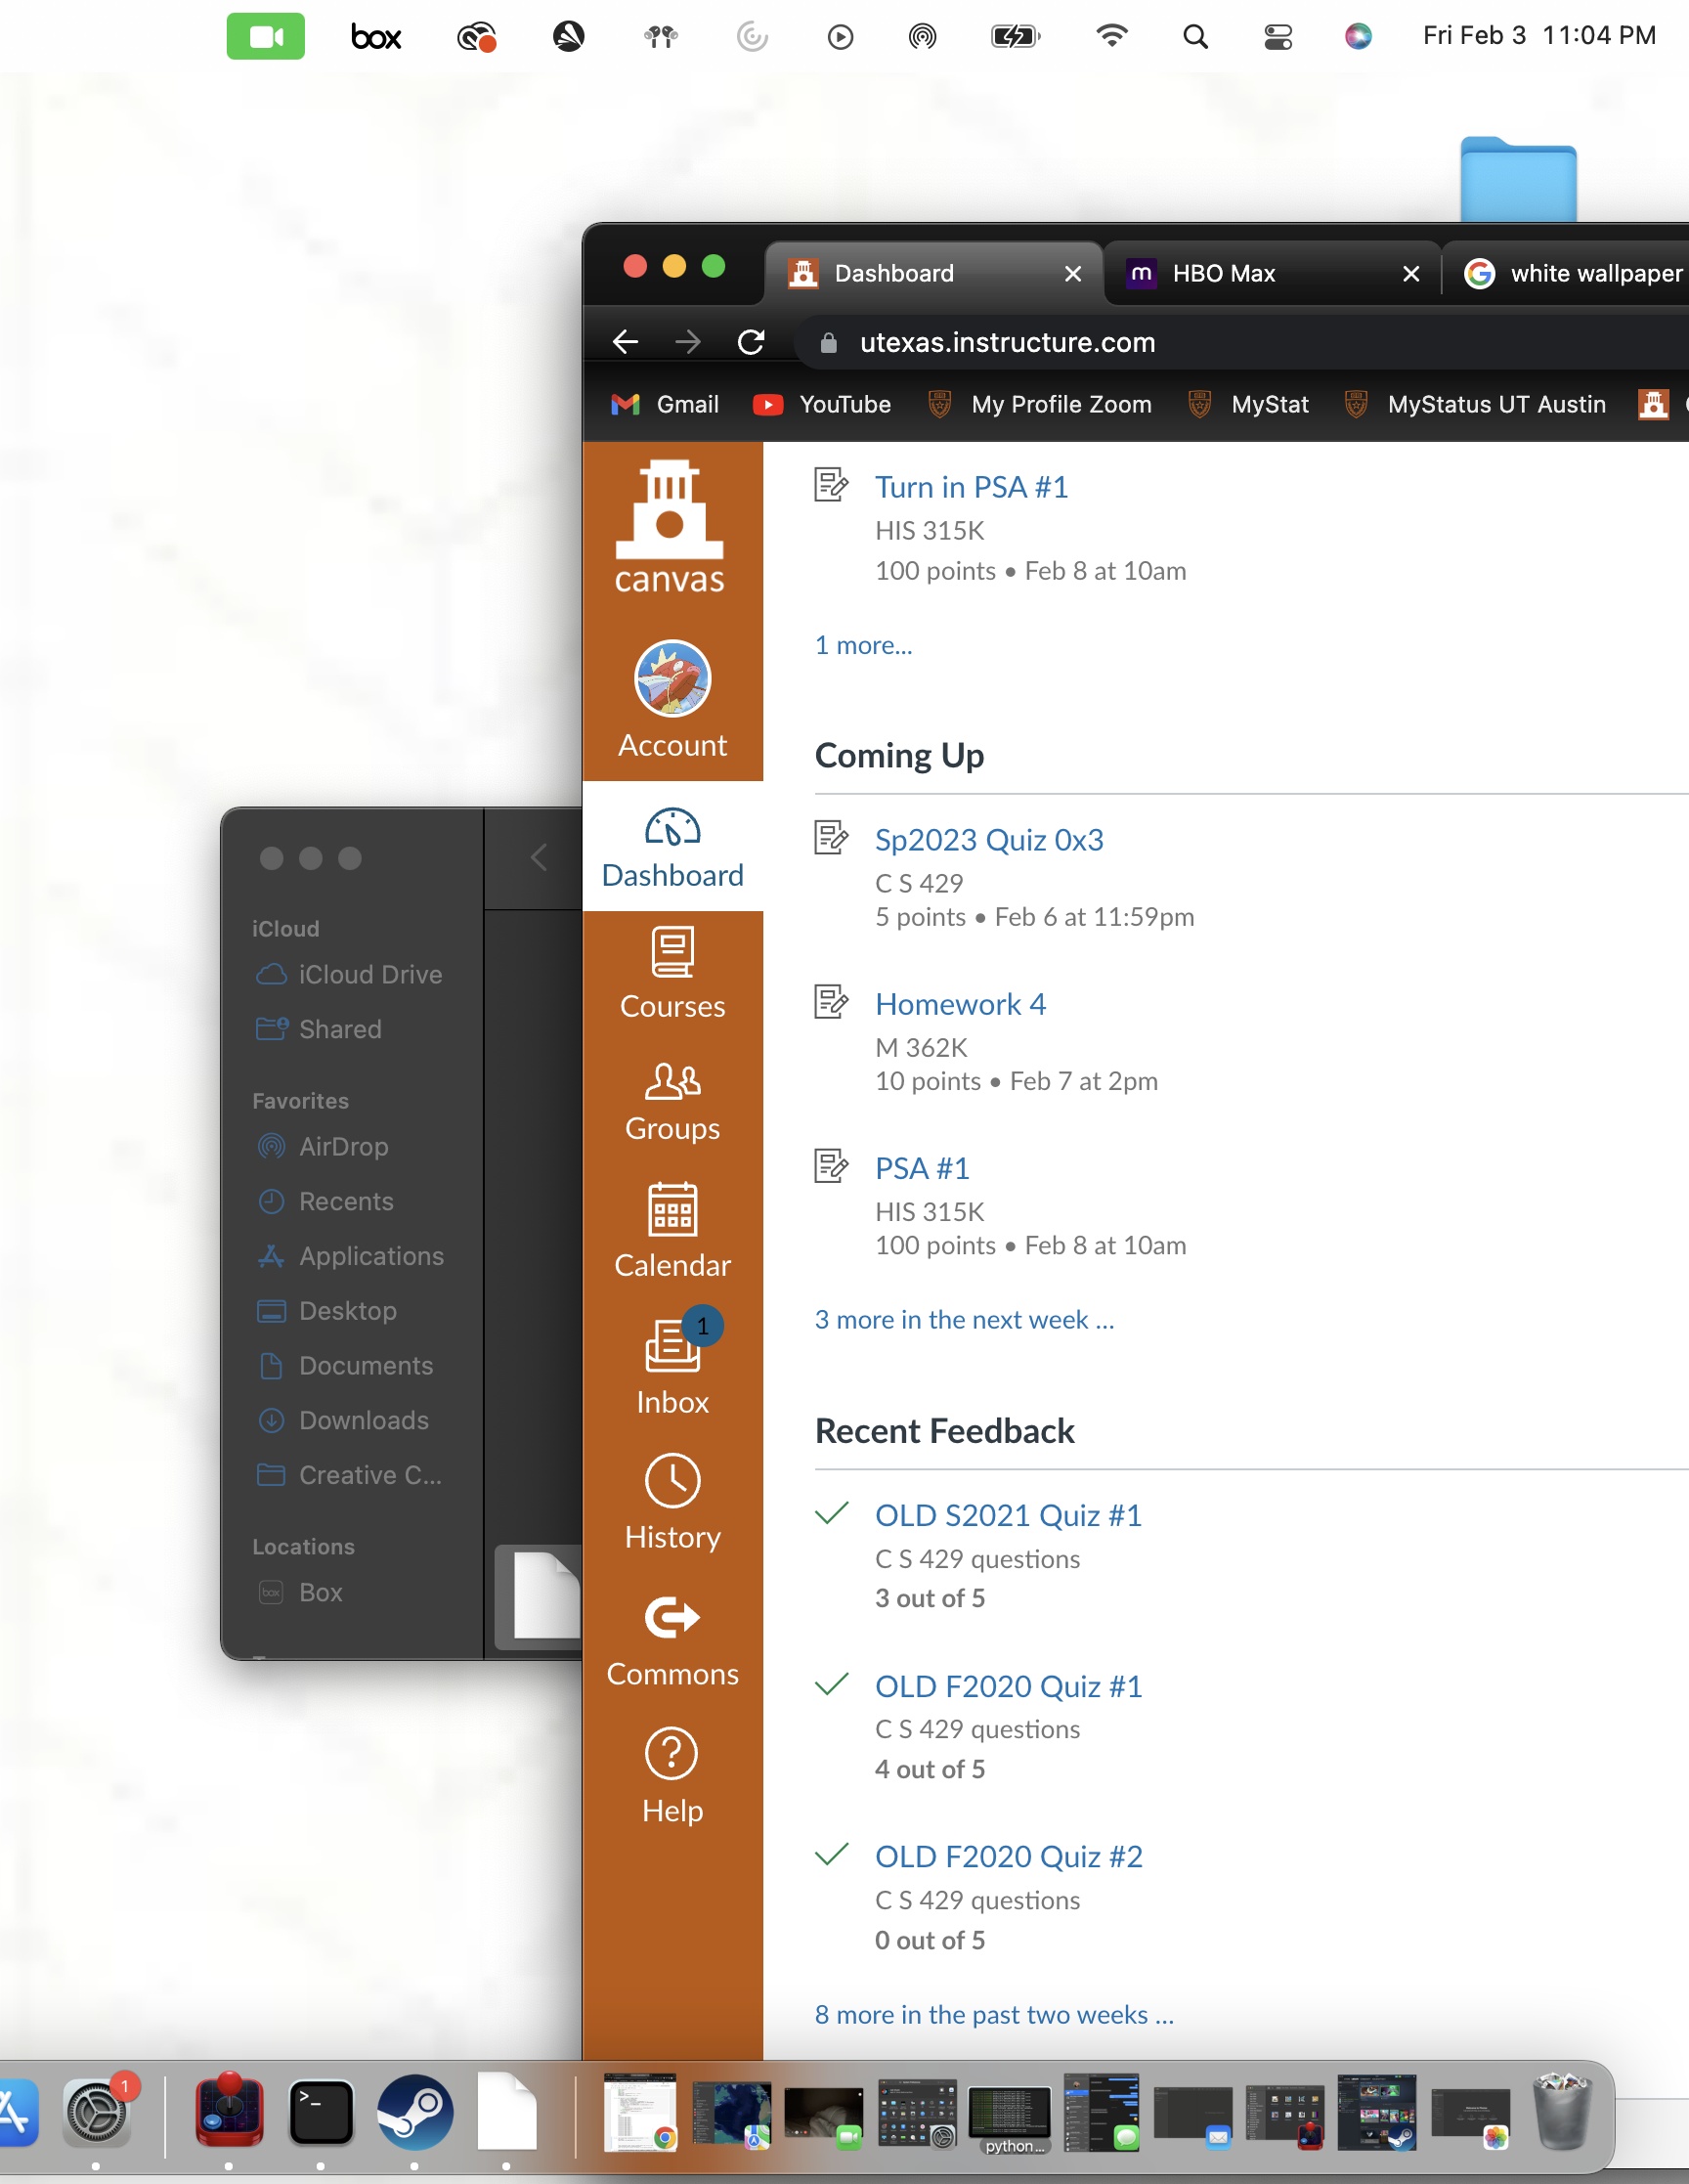 box
Fri Feb 3 11:04 PM
Dashboard
HBO Max
white wallpaper
utexas.instructure.com
Gmail
YouTube
My Profile Zoom
MyStat
MyStatus UT Austin
canvas
Account
Dashboard
Courses
Groups
Calendar
1
Inbox
History
Commons
Help
Turn in PSA #1
HIS 315K
100 points • Feb 8 at 10am
1 more...
Coming Up
Sp2023 Quiz 0x3
C S 429
5 points • Feb 6 at 11:59pm
Homework 4
M 362K
10 points • Feb 7 at 2pm
PSA #1
HIS 315K
100 points • Feb 8 at 10am
3 more in the next week ...
Recent Feedback
OLD S2021 Quiz #1
C S 429 questions
3 out of 5
OLD F2020 Quiz #1
C S 429 questions
4 out of 5
OLD F2020 Quiz #2
C S 429 questions
0 out of 5
8 more in the past two weeks ...
iCloud
iCloud Drive
Shared
Favorites
AirDrop
Recents
Applications
Desktop
Documents
Downloads
Creative C...
Locations
box
Box
1
python...